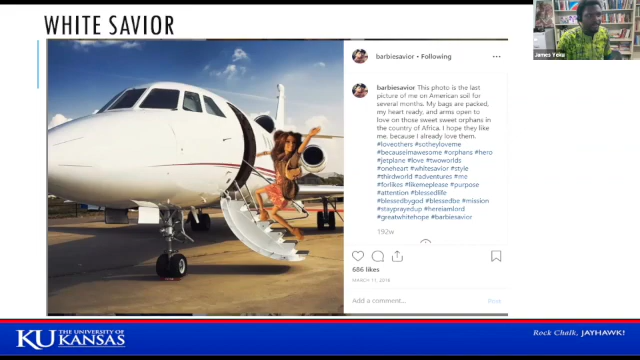 WHITE SAVIOR
James Yeku
barbiesavior • Following
barbiesavior This photo is the last
picture of me on American soil for
several months. My bags are packed,
my heart ready, and arms open to
love on those sweet sweet orphans
in the country of Africa. I hope they like
me, because I already love them.
#loveothers #sotheyloveme
#becauseimawesome #orphans #hero
#jetplane #love #twoworlds
#oneheart #whitesavior #style
#thirdworld #adventures #me
#forlikes #likemeplease #purpose
#attention #blessedlife
#blessedbygod #blessedbe #mission
#stayprayedup #hereiamlord
#greatwhitehope #barbiesavior
192w
686 likes
MARCH 11, 2016
Add a comment...
Post
KU THE UNIVERSITY OF
KANSAS
Rock Chalk, JAYHAWK!